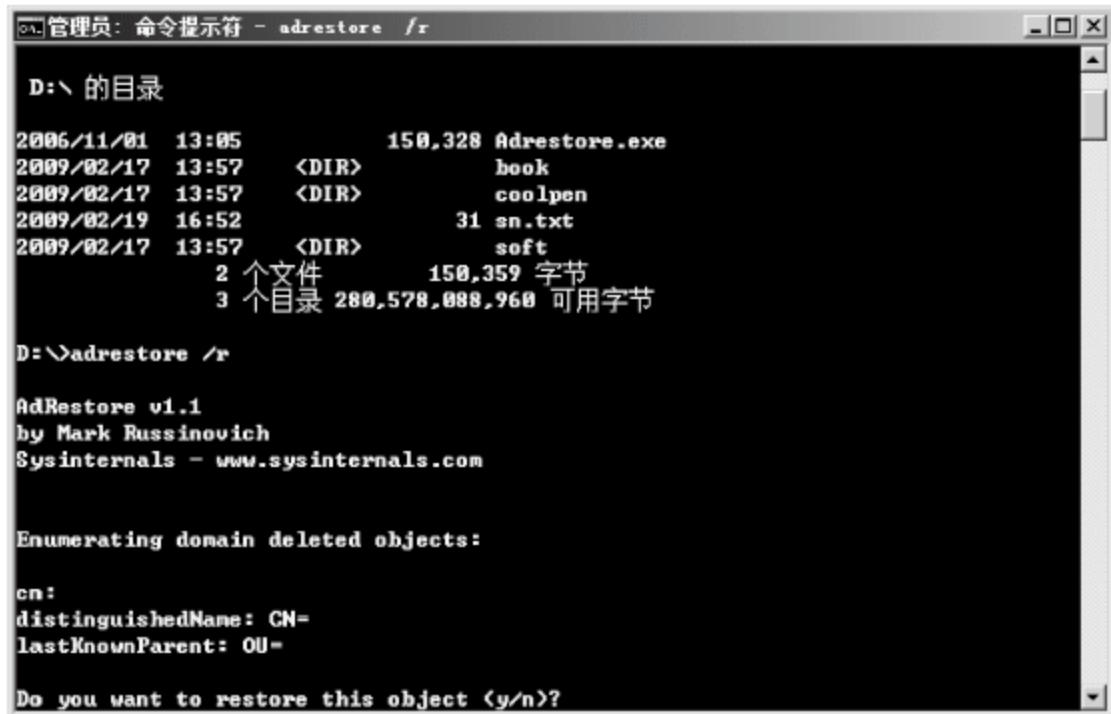 管理员: 命令提示符 - adrestore /r
D:\ 的目录
2006/11/01 13:05 150,328 Adrestore.exe
2009/02/17 13:57 <DIR> book
2009/02/17 13:57 <DIR> coolpen
2009/02/19 16:52 31 sn.txt
2009/02/17 13:57 <DIR> soft
2 个文件 150,359 字节
3 个目录 280,578,088,960 可用字节
D:\>adrestore /r
AdRestore v1.1
by Mark Russinovich
Sysinternals - www.sysinternals.com
Enumerating domain deleted objects:
cn:
distinguishedName: CN=
lastKnownParent: OU=
Do you want to restore this object (y/n)?